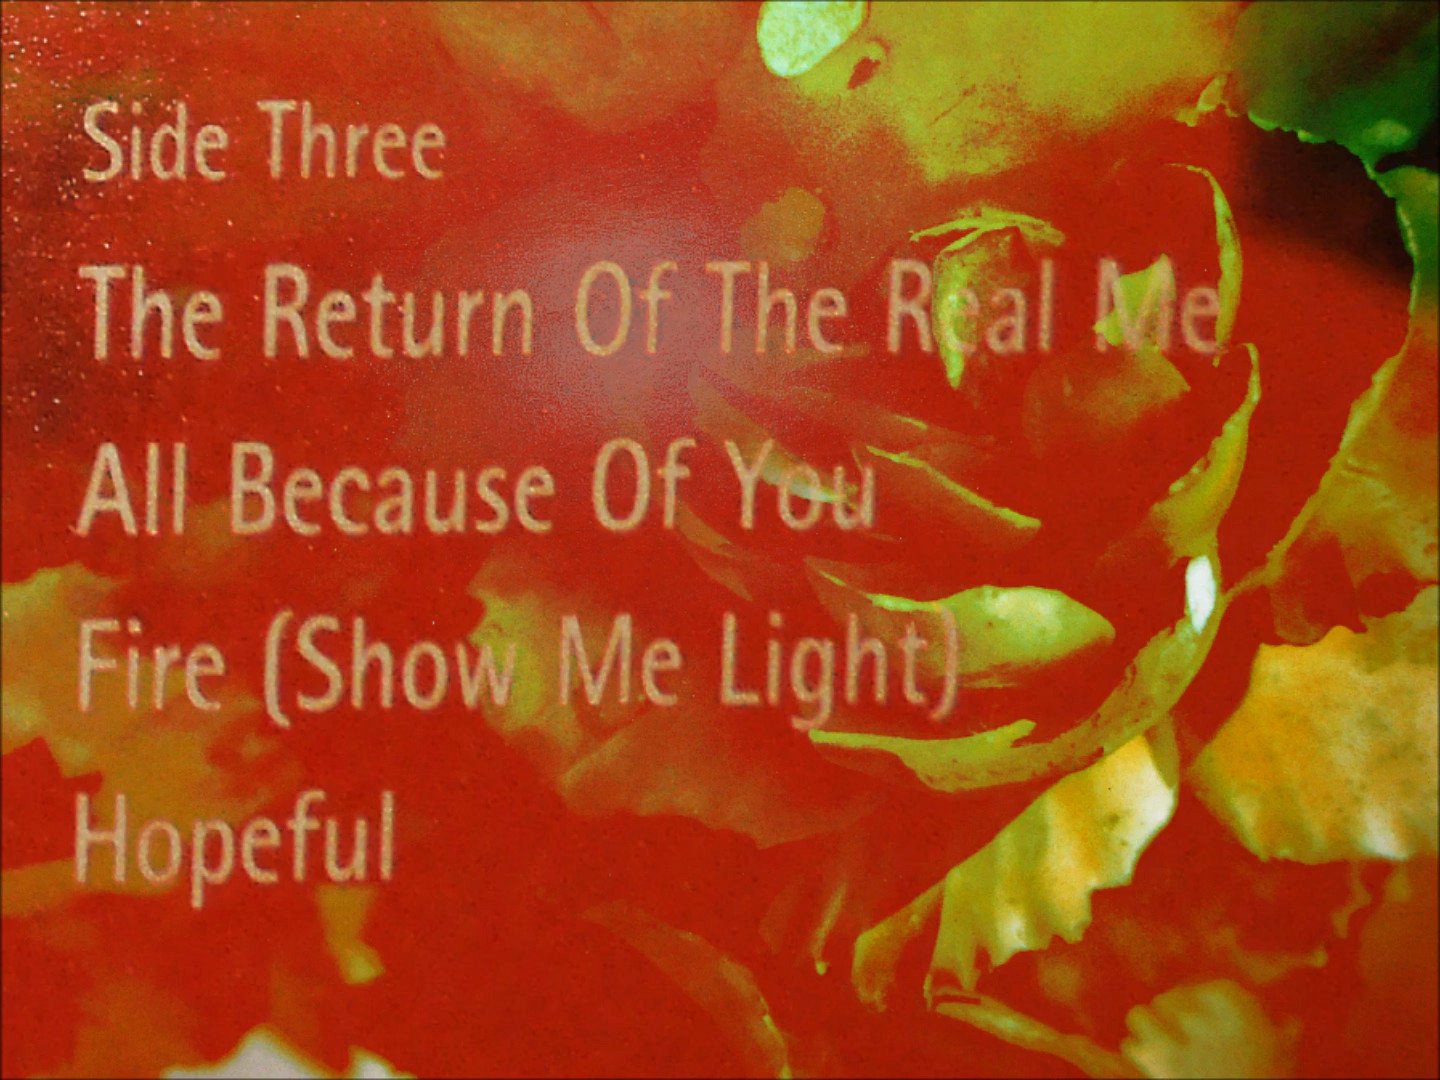 Side Three
The Return Of The Real Me
All Because Of You
Fire (Show Me Light)
Hopeful